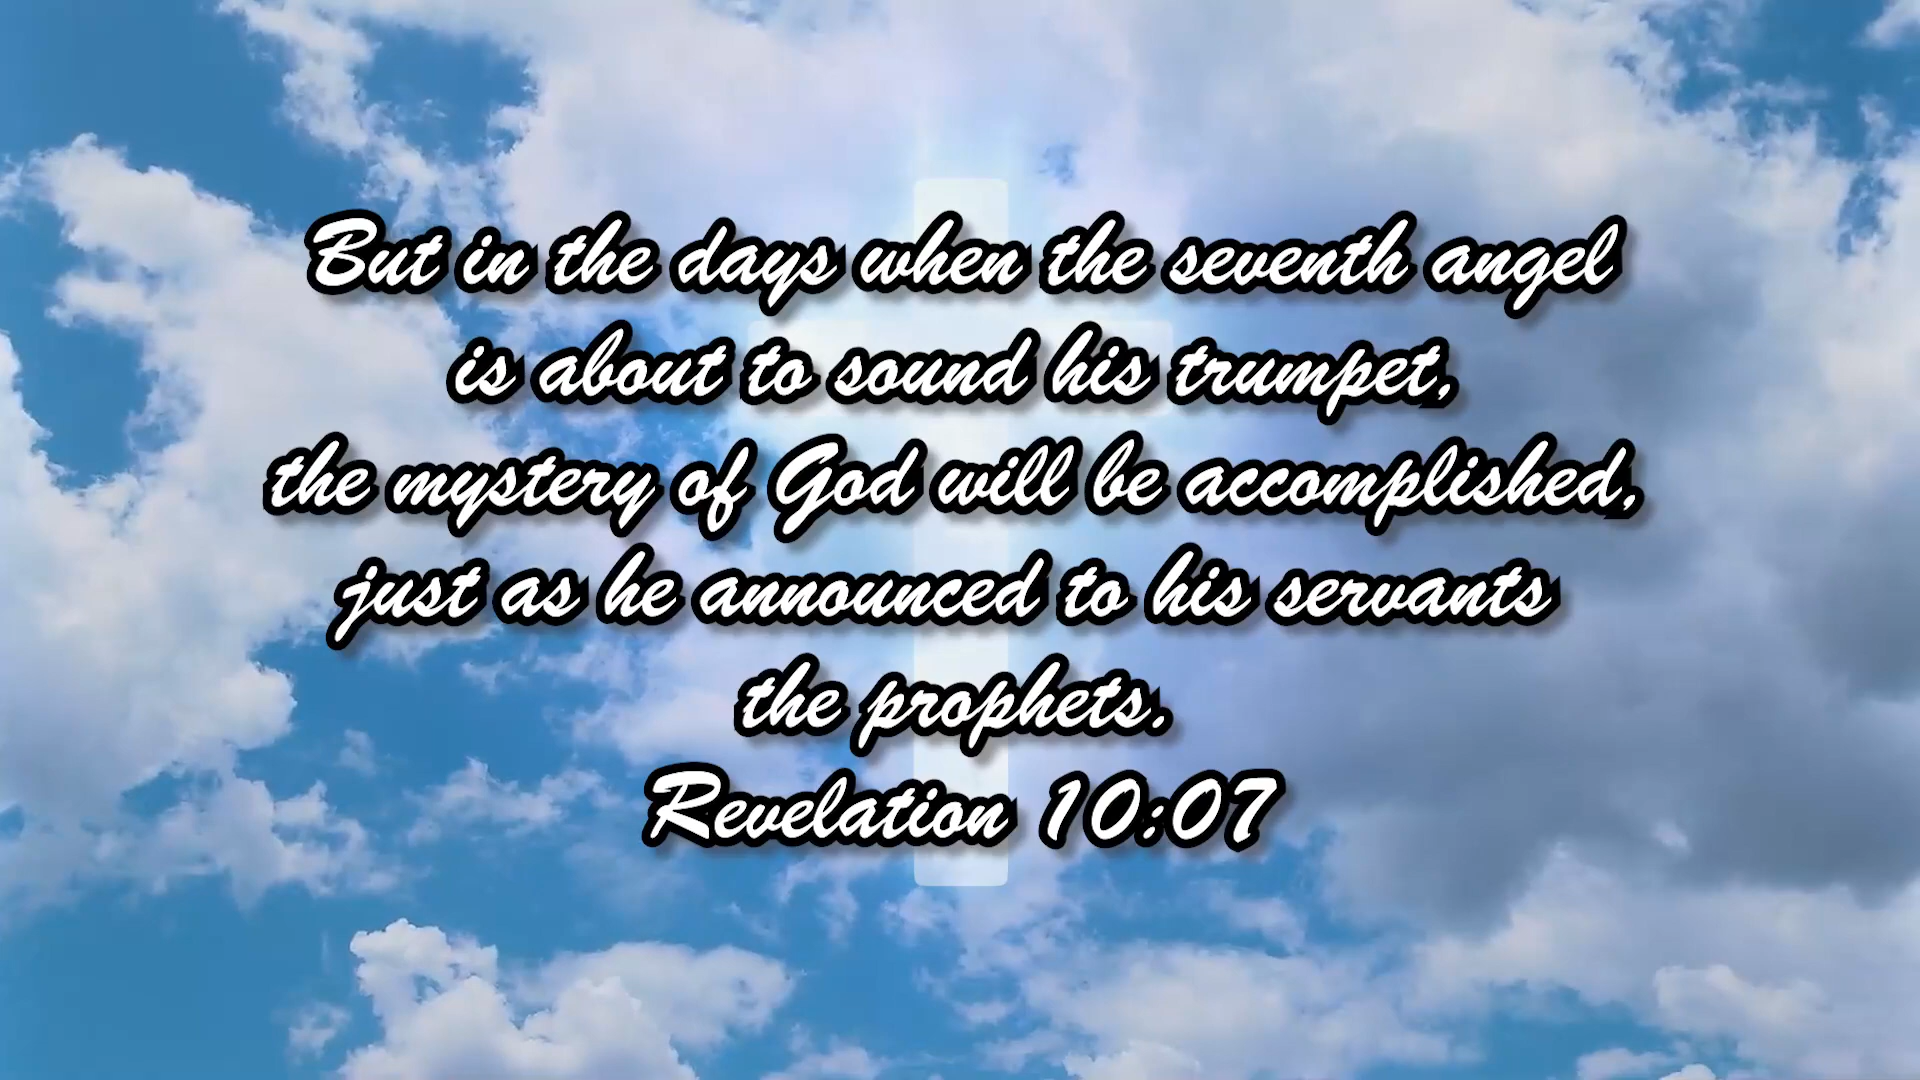 But in the days when the seventh angel
is about to sound his trumpet,
the mystery of God will be accomplished,
just as he announced to his servants
the prophets.
Revelation 10:07